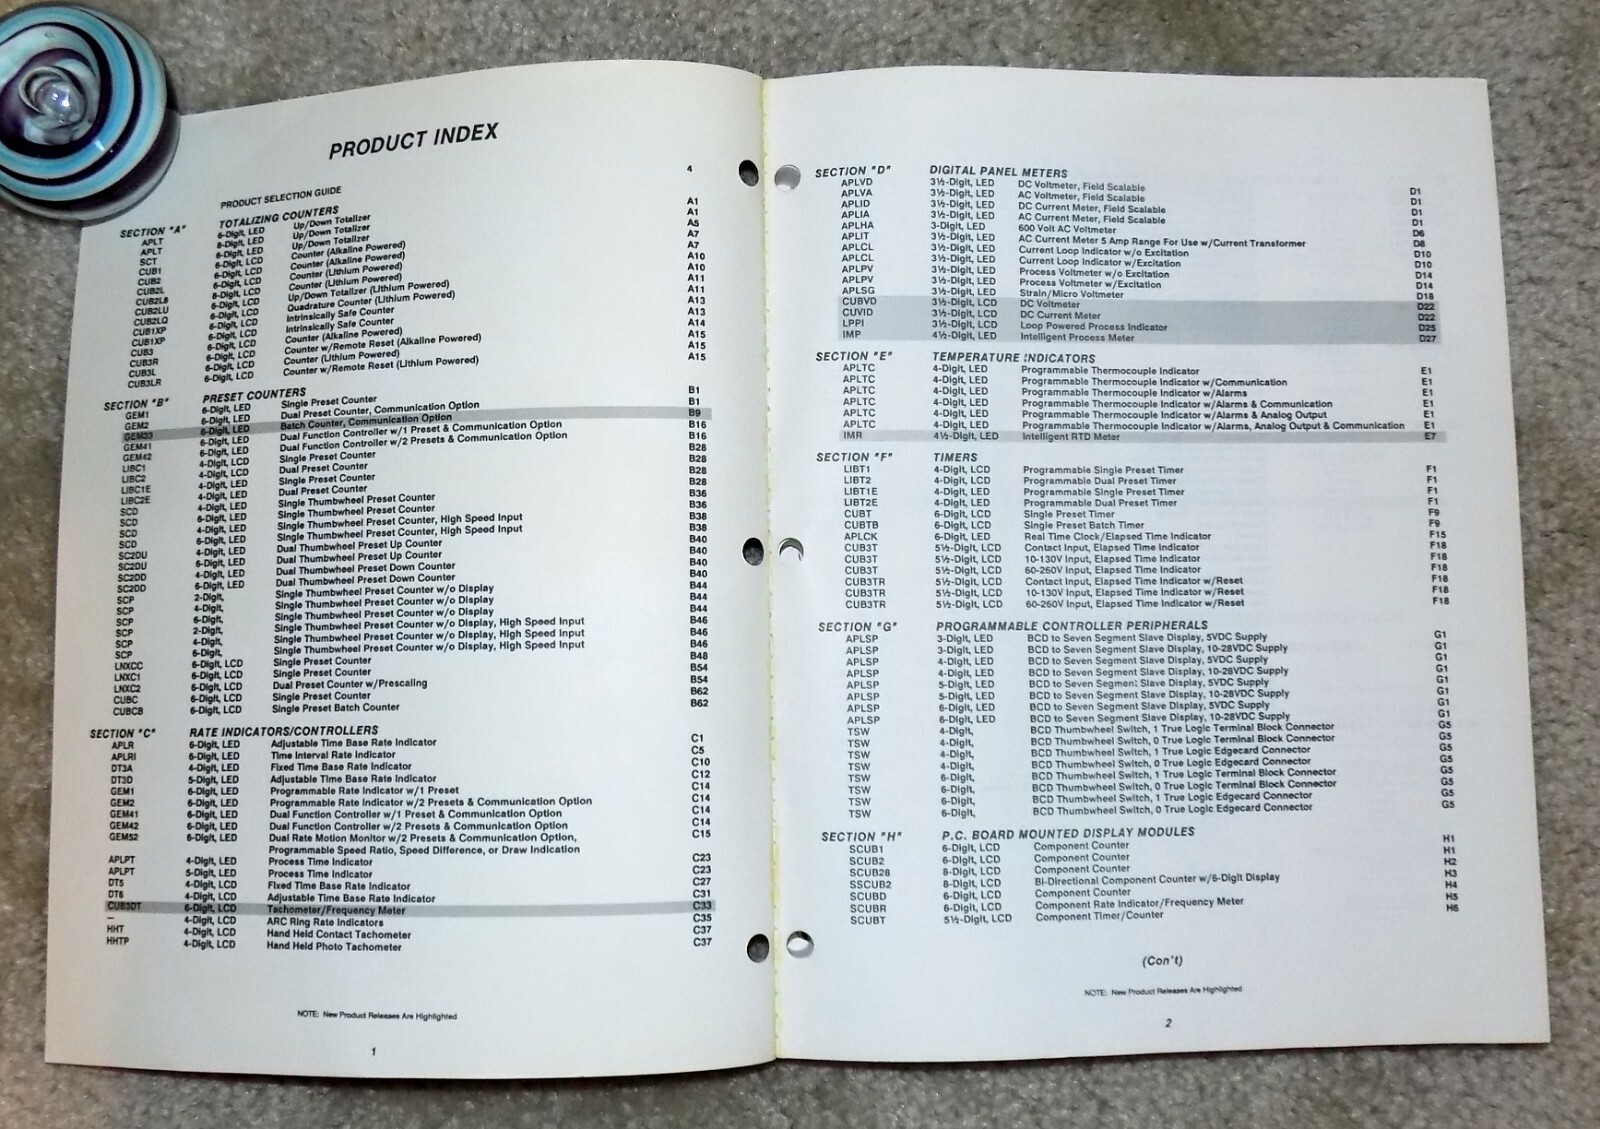 PRODUCT INDEX
PRODUCT SELECTION GUIDE 4
SECTION "A" TOTALIZING COUNTERS
APLT 6-Digit, LED Up/Down Totalizer A1
APLT 8-Digit, LED Up/Down Totalizer A1
SCT 6-Digit, LED Up/Down Totalizer A5
CUB1 6-Digit, LCD Counter (Alkaline Powered) A7
CUB2 6-Digit, LCD Counter (Alkaline Powered) A7
CUB2L 6-Digit, LCD Counter (Lithium Powered) A10
CUB2L8 8-Digit, LCD Counter (Lithium Powered) A10
CUB2LU 6-Digit, LCD Up/Down Totalizer (Lithium Powered) A11
CUB2LQ 6-Digit, LCD Quadrature Counter (Lithium Powered) A11
CUB1XP 6-Digit, LCD Intrinsically Safe Counter A13
CUB1XP 6-Digit, LCD Intrinsically Safe Counter A13
CUB3 6-Digit, LCD Counter (Alkaline Powered) A14
CUB3R 6-Digit, LCD Counter w/Remote Reset (Alkaline Powered) A15
CUB3L 6-Digit, LCD Counter (Lithium Powered) A15
CUB3LR 6-Digit, LCD Counter w/Remote Reset (Lithium Powered) A15
SECTION "B" PRESET COUNTERS
GEM1 6-Digit, LED Single Preset Counter B1
GEM2 6-Digit, LED Dual Preset Counter, Communication Option B1
GEM33 6-Digit, LED Batch Counter, Communication Option B9
GEM41 6-Digit, LED Dual Function Controller w/1 Preset & Communication Option B16
GEM42 6-Digit, LED Dual Function Controller w/2 Presets & Communication Option B16
LIBC1 4-Digit, LCD Single Preset Counter B28
LIBC2 4-Digit, LCD Dual Preset Counter B28
LIBC1E 4-Digit, LED Single Preset Counter B28
LIBC2E 4-Digit, LED Dual Preset Counter B28
SCD 4-Digit, LED Single Thumbwheel Preset Counter B36
SCD 6-Digit, LED Single Thumbwheel Preset Counter B36
SCD 4-Digit, LED Single Thumbwheel Preset Counter, High Speed Input B38
SCD 6-Digit, LED Single Thumbwheel Preset Counter, High Speed Input B38
SC2DU 4-Digit, LED Dual Thumbwheel Preset Up Counter B40
SC2DU 6-Digit, LED Dual Thumbwheel Preset Up Counter B40
SC2DD 4-Digit, LED Dual Thumbwheel Preset Down Counter B40
SC2DD 6-Digit, LED Dual Thumbwheel Preset Down Counter B40
SCP 2-Digit, Single Thumbwheel Preset Counter w/o Display B44
SCP 4-Digit, Single Thumbwheel Preset Counter w/o Display B44
SCP 6-Digit, Single Thumbwheel Preset Counter w/o Display B44
SCP 2-Digit, Single Thumbwheel Preset Counter w/o Display, High Speed Input B46
SCP 4-Digit, Single Thumbwheel Preset Counter w/o Display, High Speed Input B46
SCP 6-Digit, Single Thumbwheel Preset Counter w/o Display, High Speed Input B46
LNXCC 6-Digit, LCD Single Preset Counter B48
LNXC1 6-Digit, LCD Single Preset Counter B54
LNXC2 6-Digit, LCD Dual Preset Counter w/Prescaling B54
CUBC 6-Digit, LCD Single Preset Counter B62
CUBCB 6-Digit, LCD Single Preset Batch Counter B62
SECTION "C" RATE INDICATORS/CONTROLLERS
APLR 6-Digit, LED Adjustable Time Base Rate Indicator C1
APLRI 6-Digit, LED Time Interval Rate Indicator C5
DT3A 4-Digit, LED Fixed Time Base Rate Indicator C10
DT3D 5-Digit, LED Adjustable Time Base Rate Indicator C12
GEM1 6-Digit, LED Programmable Rate Indicator w/1 Preset C14
GEM2 6-Digit, LED Programmable Rate Indicator w/2 Presets & Communication Option C14
GEM41 6-Digit, LED Dual Function Controller w/1 Preset & Communication Option C14
GEM42 6-Digit, LED Dual Function Controller w/2 Presets & Communication Option C14
GEM52 6-Digit, LED Dual Rate Motion Monitor w/2 Presets & Communication Option, C15
Programmable Speed Ratio, Speed Difference, or Draw Indication
APLPT 4-Digit, LED Process Time Indicator C23
APLPT 5-Digit, LED Process Time Indicator C23
DT5 4-Digit, LCD Fixed Time Base Rate Indicator C27
DT6 4-Digit, LCD Adjustable Time Base Rate Indicator C31
CUB3DT 6-Digit, LCD Tachometer/Frequency Meter C33
— 4-Digit, LCD ARC Ring Rate Indicators C35
HHT 4-Digit, LCD Hand Held Contact Tachometer C37
HHTP 4-Digit, LCD Hand Held Photo Tachometer C37
NOTE: New Product Releases Are Highlighted
1
SECTION "D" DIGITAL PANEL METERS
APLVD 3½-Digit, LED DC Voltmeter, Field Scalable D1
APLVA 3½-Digit, LED AC Voltmeter, Field Scalable D1
APLID 3½-Digit, LED DC Current Meter, Field Scalable D1
APLIA 3½-Digit, LED AC Current Meter, Field Scalable D1
APLHA 3-Digit, LED 600 Volt AC Voltmeter D6
APLIT 3½-Digit, LED AC Current Meter 5 Amp Range For Use w/Current Transformer D8
APLCL 3½-Digit, LED Current Loop Indicator w/o Excitation D10
APLCL 3½-Digit, LED Current Loop Indicator w/Excitation D10
APLPV 3½-Digit, LED Process Voltmeter w/o Excitation D14
APLPV 3½-Digit, LED Process Voltmeter w/Excitation D14
APLSG 3½-Digit, LED Strain/Micro Voltmeter D18
CUBVD 3½-Digit, LCD DC Voltmeter D22
CUVID 3½-Digit, LCD DC Current Meter D22
LPPI 3½-Digit, LCD Loop Powered Process Indicator D25
IMP 4½-Digit, LED Intelligent Process Meter D27
SECTION "E" TEMPERATURE INDICATORS
APLTC 4-Digit, LED Programmable Thermocouple Indicator E1
APLTC 4-Digit, LED Programmable Thermocouple Indicator w/Communication E1
APLTC 4-Digit, LED Programmable Thermocouple Indicator w/Alarms E1
APLTC 4-Digit, LED Programmable Thermocouple Indicator w/Alarms & Communication E1
APLTC 4-Digit, LED Programmable Thermocouple Indicator w/Alarms & Analog Output E1
APLTC 4-Digit, LED Programmable Thermocouple Indicator w/Alarms, Analog Output & Communication E1
IMR 4½-Digit, LED Intelligent RTD Meter E7
SECTION "F" TIMERS
LIBT1 4-Digit, LCD Programmable Single Preset Timer F1
LIBT2 4-Digit, LCD Programmable Dual Preset Timer F1
LIBT1E 4-Digit, LED Programmable Single Preset Timer F1
LIBT2E 4-Digit, LED Programmable Dual Preset Timer F1
CUBT 6-Digit, LCD Single Preset Timer F9
CUBTB 6-Digit, LCD Single Preset Batch Timer F9
APLCK 6-Digit, LED Real Time Clock/Elapsed Time Indicator F15
CUB3T 5½-Digit, LCD Contact Input, Elapsed Time Indicator F18
CUB3T 5½-Digit, LCD 10-130V Input, Elapsed Time Indicator F18
CUB3T 5½-Digit, LCD 60-260V Input, Elapsed Time Indicator F18
CUB3TR 5½-Digit, LCD Contact Input, Elapsed Time Indicator w/Reset F18
CUB3TR 5½-Digit, LCD 10-130V Input, Elapsed Time Indicator w/Reset F18
CUB3TR 5½-Digit, LCD 60-260V Input, Elapsed Time Indicator w/Reset F18
SECTION "G" PROGRAMMABLE CONTROLLER PERIPHERALS
APLSP 3-Digit, LED BCD to Seven Segment Slave Display, 5VDC Supply G1
APLSP 3-Digit, LED BCD to Seven Segment Slave Display, 10-28VDC Supply G1
APLSP 4-Digit, LED BCD to Seven Segment Slave Display, 5VDC Supply G1
APLSP 4-Digit, LED BCD to Seven Segment Slave Display, 10-28VDC Supply G1
APLSP 5-Digit, LED BCD to Seven Segment Slave Display, 5VDC Supply G1
APLSP 5-Digit, LED BCD to Seven Segment Slave Display, 10-28VDC Supply G1
APLSP 6-Digit, LED BCD to Seven Segment Slave Display, 5VDC Supply G1
APLSP 6-Digit, LED BCD to Seven Segment Slave Display, 10-28VDC Supply G1
TSW 4-Digit, BCD Thumbwheel Switch, 1 True Logic Terminal Block Connector G5
TSW 4-Digit, BCD Thumbwheel Switch, 0 True Logic Terminal Block Connector G5
TSW 4-Digit, BCD Thumbwheel Switch, 1 True Logic Edgecard Connector G5
TSW 4-Digit, BCD Thumbwheel Switch, 0 True Logic Edgecard Connector G5
TSW 6-Digit, BCD Thumbwheel Switch, 1 True Logic Terminal Block Connector G5
TSW 6-Digit, BCD Thumbwheel Switch, 0 True Logic Terminal Block Connector G5
TSW 6-Digit, BCD Thumbwheel Switch, 1 True Logic Edgecard Connector G5
TSW 6-Digit, BCD Thumbwheel Switch, 0 True Logic Edgecard Connector G5
SECTION "H" P.C. BOARD MOUNTED DISPLAY MODULES
SCUB1 6-Digit, LCD Component Counter H1
SCUB2 6-Digit, LCD Component Counter H1
SCUB28 8-Digit, LCD Component Counter H2
SSCUB2 8-Digit, LCD Bi-Directional Component Counter w/6-Digit Display H3
SCUBD 6-Digit, LCD Component Counter H4
SCUBR 6-Digit, LCD Component Rate Indicator/Frequency Meter H5
SCUBT 5½-Digit, LCD Component Timer/Counter H6
(Con't)
NOTE: New Product Releases Are Highlighted
2